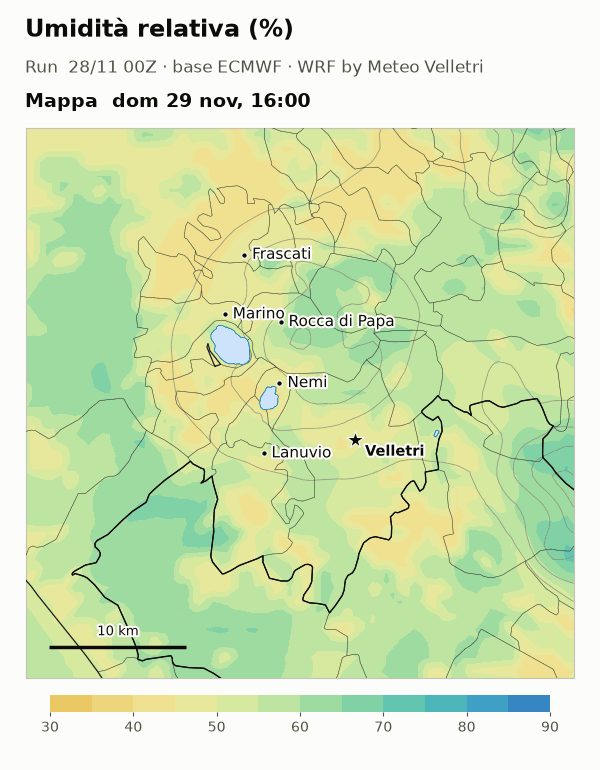 Umidità relativa (%)
Run  28/11 00Z · base ECMWF · WRF by Meteo Velletri
Mappa  dom 29 nov, 16:00
Frascati
Marino
Rocca di Papa
Nemi
Velletri
Lanuvio
10 km
30 40 50 60 70 80 90